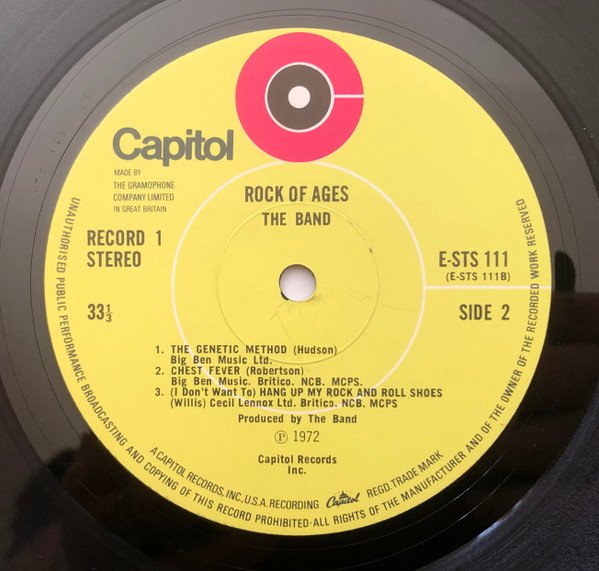 Capitol
MADE BY
THE GRAMOPHONE
COMPANY LIMITED
IN GREAT BRITAIN
ROCK OF AGES
THE BAND
RECORD 1
STEREO
E-STS 111
(E-STS 111B)
33⅓
SIDE 2
1. THE GENETIC METHOD (Hudson)
Big Ben Music Ltd.
2. CHEST FEVER (Robertson)
Big Ben Music. Britico. NCB. MCPS.
3. (I Don't Want To) HANG UP MY ROCK AND ROLL SHOES
(Willis) Cecil Lennox Ltd. Britico. NCB. MCPS
Produced by The Band
Ⓟ 1972
Capitol Records
Inc.
A CAPITOL RECORDS, INC., U.S.A. RECORDING Capitol REGD. TRADE MARK
UNAUTHORISED PUBLIC PERFORMANCE BROADCASTING AND COPYING OF THIS RECORD PROHIBITED·ALL RIGHTS OF THE MANUFACTURER AND OF THE OWNER OF THE RECORDED WORK RESERVED